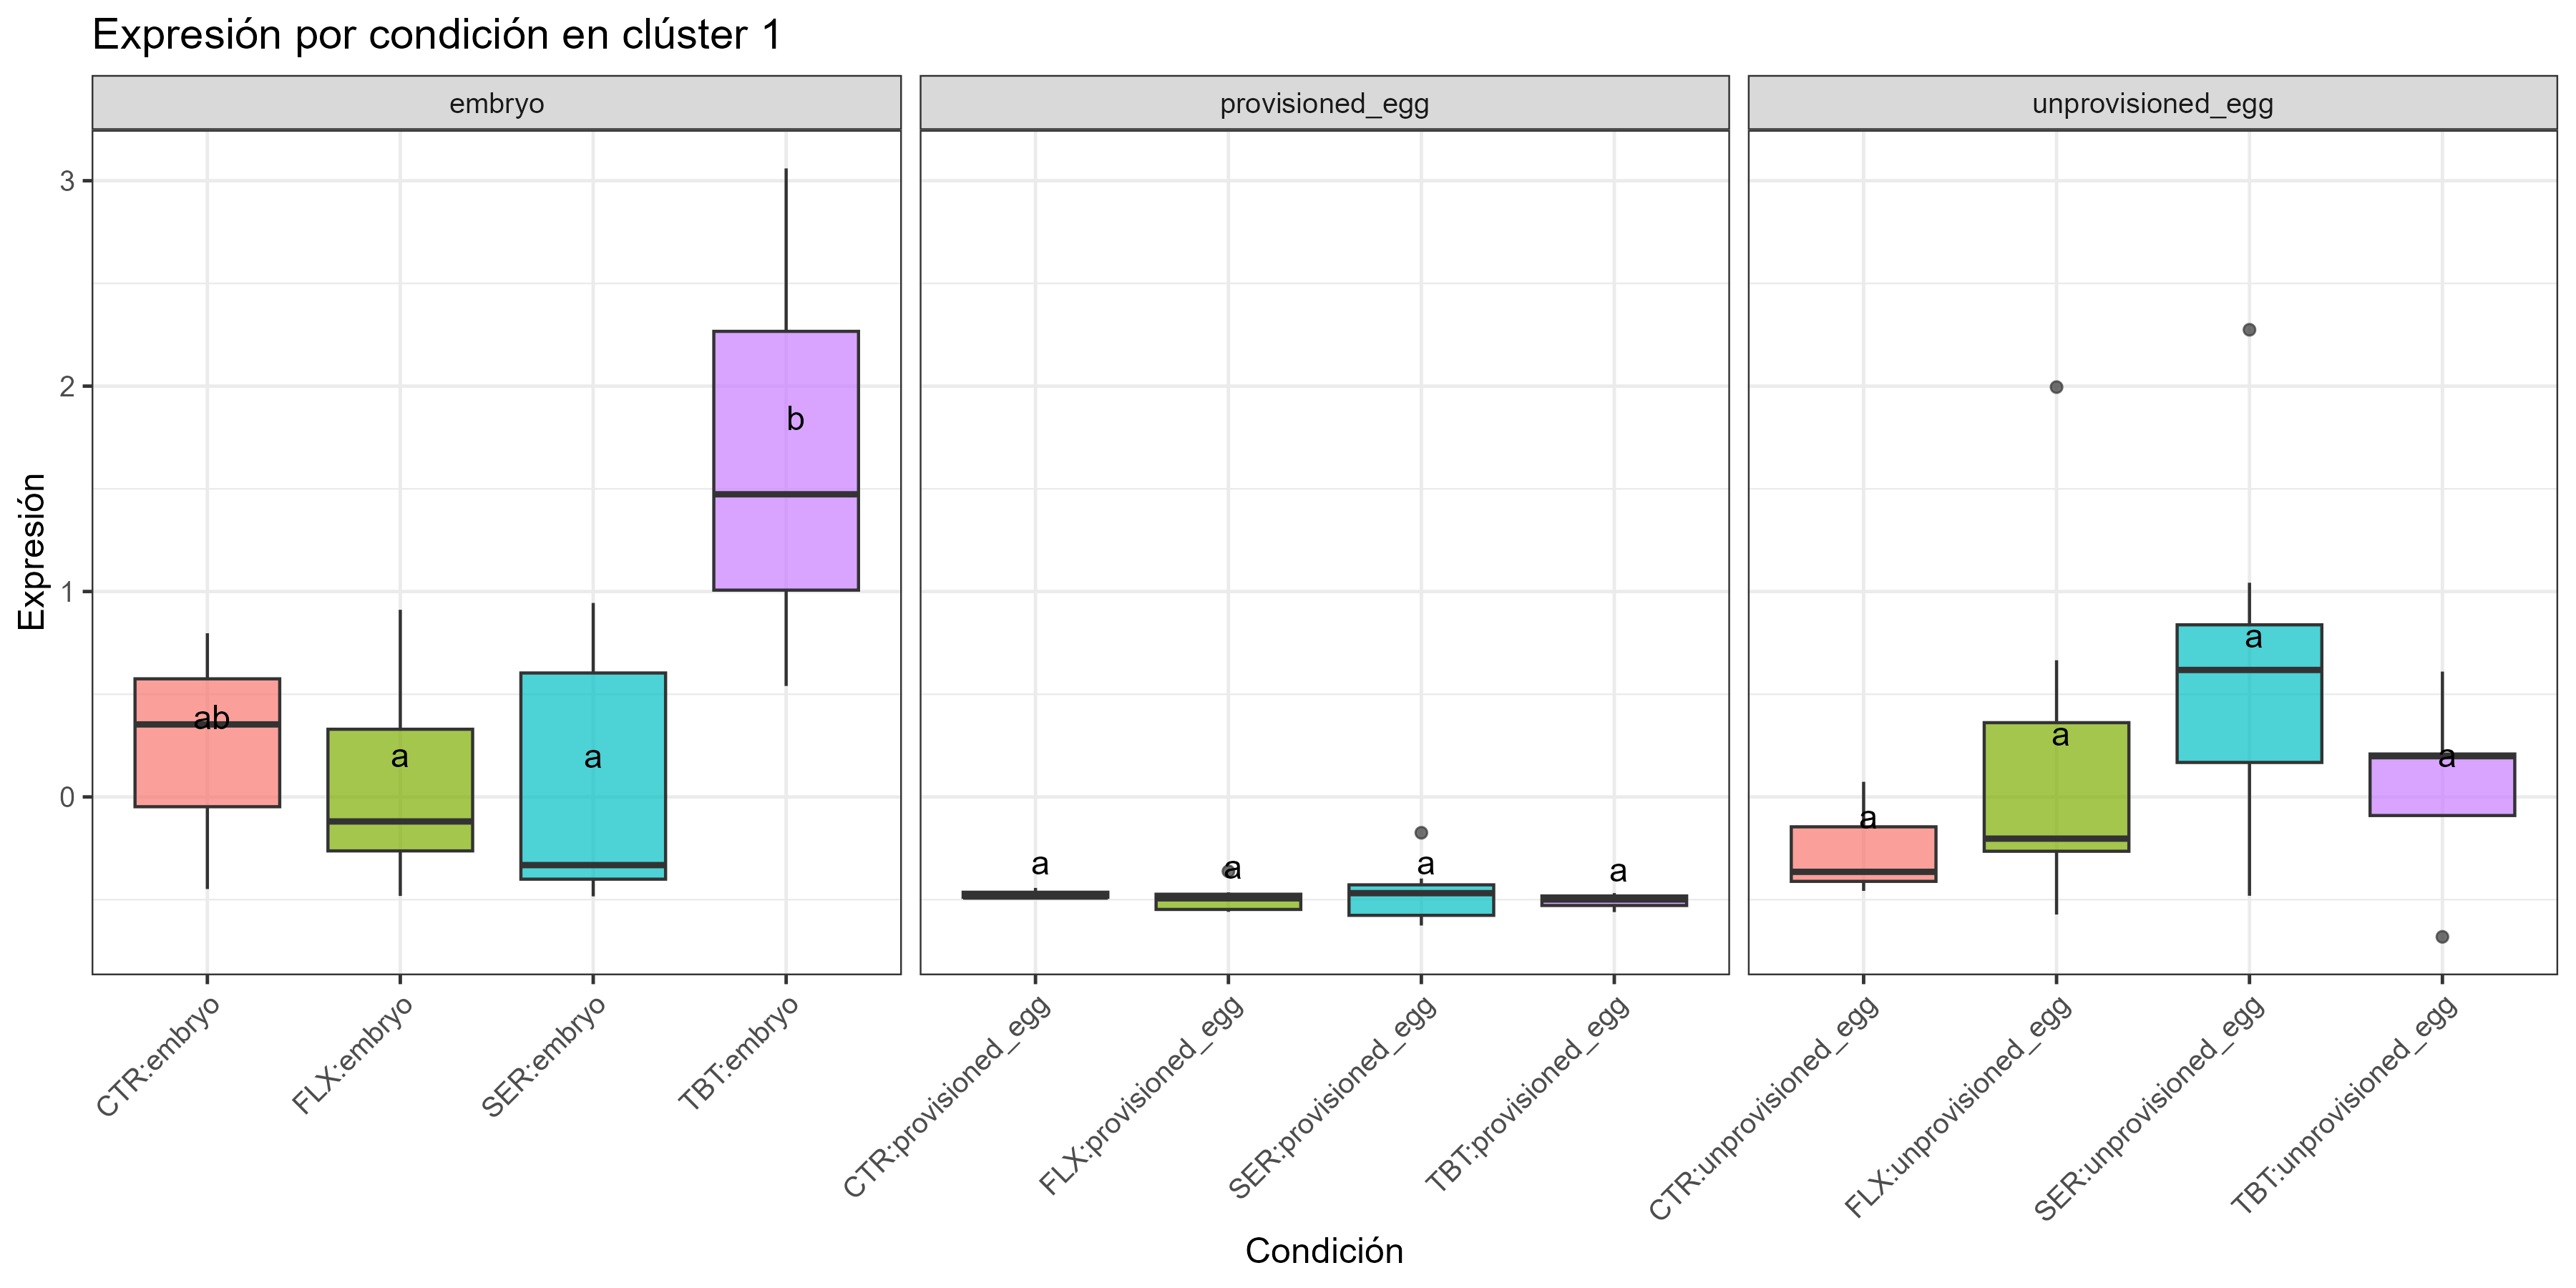 Expresión por condición en clúster 1
embryo
provisioned_egg
unprovisioned_egg
Expresión
3
2
1
0
ab
a
a
b
a
a
a
a
a
a
a
a
CTR:embryo
FLX:embryo
SER:embryo
TBT:embryo
CTR:provisioned_egg
FLX:provisioned_egg
SER:provisioned_egg
TBT:provisioned_egg
CTR:unprovisioned_egg
FLX:unprovisioned_egg
SER:unprovisioned_egg
TBT:unprovisioned_egg
Condición